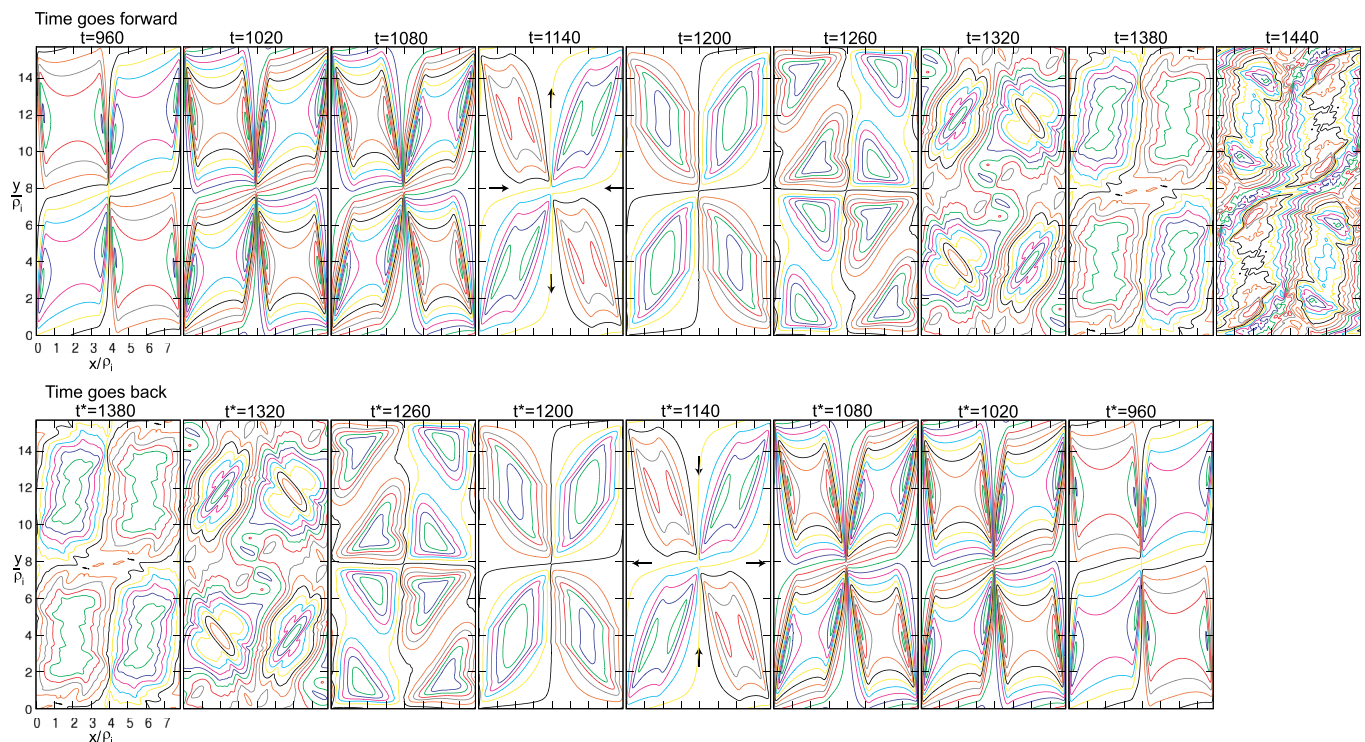 Time goes forward
t=960 t=1020 t=1080 t=1140 t=1200 t=1260 t=1320 t=1380 t=1440
14
12
10
8
y
ρi
6
4
2
0
0 1 2 3 4 5 6 7
x/ρi
Time goes back
t*=1380 t*=1320 t*=1260 t*=1200 t*=1140 t*=1080 t*=1020 t*=960
14
12
10
8
y
ρi
6
4
2
0
0 1 2 3 4 5 6 7
x/ρi